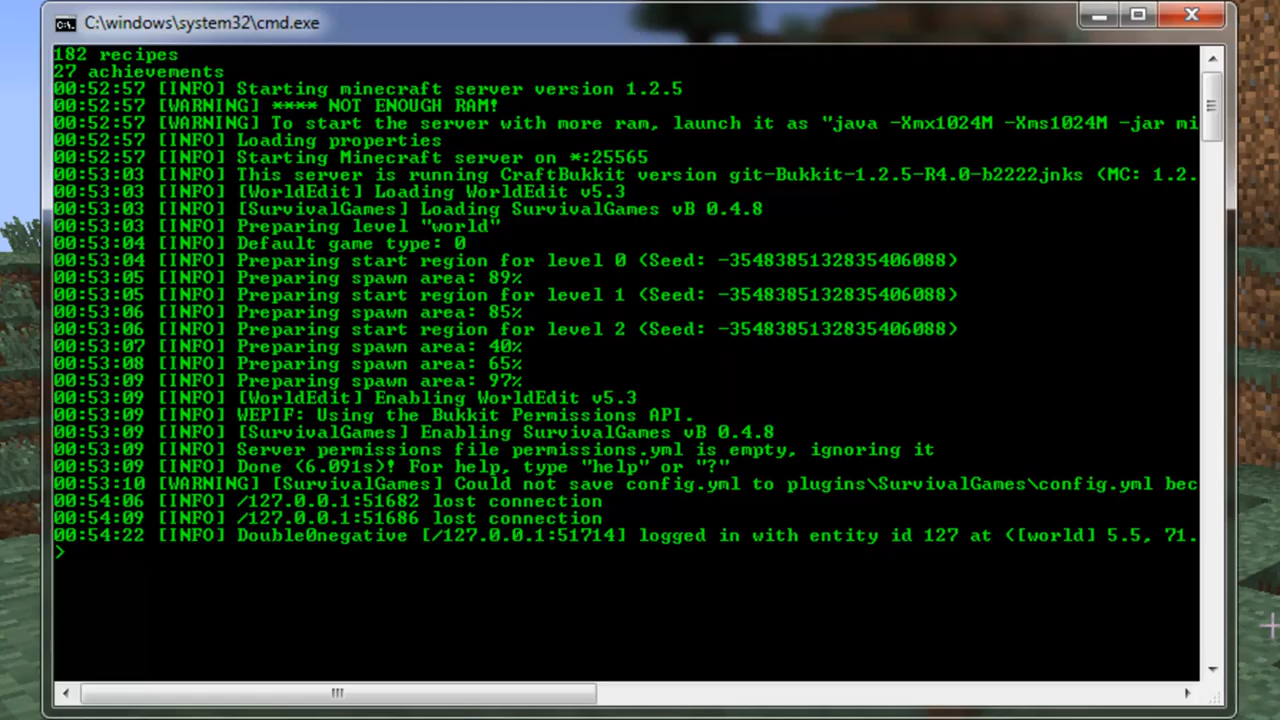 C:\windows\system32\cmd.exe
182 recipes
27 achievements
00:52:57 [INFO] Starting minecraft server version 1.2.5
00:52:57 [WARNING] **** NOT ENOUGH RAM!
00:52:57 [WARNING] To start the server with more ram, launch it as "java -Xmx1024M -Xms1024M -jar mi
00:52:57 [INFO] Loading properties
00:52:57 [INFO] Starting Minecraft server on *:25565
00:53:03 [INFO] This server is running CraftBukkit version git-Bukkit-1.2.5-R4.0-b2222jnks (MC: 1.2.
00:53:03 [INFO] [WorldEdit] Loading WorldEdit v5.3
00:53:03 [INFO] [SurvivalGames] Loading SurvivalGames vB 0.4.8
00:53:03 [INFO] Preparing level "world"
00:53:04 [INFO] Default game type: 0
00:53:04 [INFO] Preparing start region for level 0 (Seed: -3548385132835406088)
00:53:05 [INFO] Preparing spawn area: 89%
00:53:05 [INFO] Preparing start region for level 1 (Seed: -3548385132835406088)
00:53:06 [INFO] Preparing spawn area: 85%
00:53:06 [INFO] Preparing start region for level 2 (Seed: -3548385132835406088)
00:53:07 [INFO] Preparing spawn area: 40%
00:53:08 [INFO] Preparing spawn area: 65%
00:53:09 [INFO] Preparing spawn area: 97%
00:53:09 [INFO] [WorldEdit] Enabling WorldEdit v5.3
00:53:09 [INFO] WEPIF: Using the Bukkit Permissions API.
00:53:09 [INFO] [SurvivalGames] Enabling SurvivalGames vB 0.4.8
00:53:09 [INFO] Server permissions file permissions.yml is empty, ignoring it
00:53:09 [INFO] Done (6.091s)! For help, type "help" or "?"
00:53:10 [WARNING] [SurvivalGames] Could not save config.yml to plugins\SurvivalGames\config.yml bec
00:54:06 [INFO] /127.0.0.1:51682 lost connection
00:54:09 [INFO] /127.0.0.1:51686 lost connection
00:54:22 [INFO] Double0negative [/127.0.0.1:51714] logged in with entity id 127 at ([world] 5.5, 71.
>